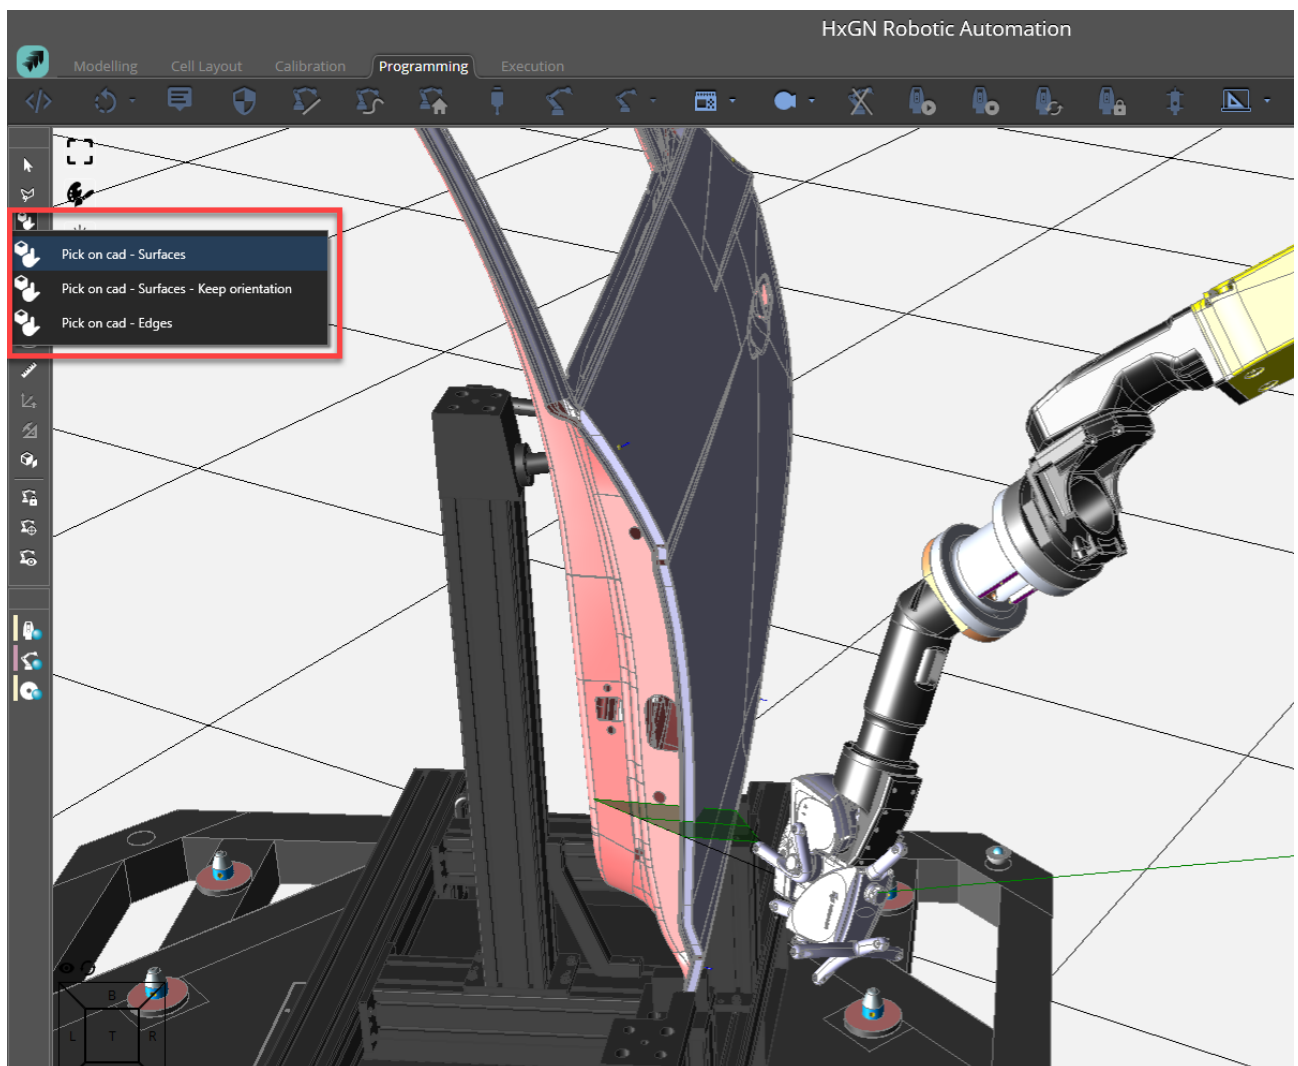 HxGN Robotic Automation
Modelling Cell Layout Calibration Programming Execution
Pick on cad - Surfaces
Pick on cad - Surfaces - Keep orientation
Pick on cad - Edges
B
L T R